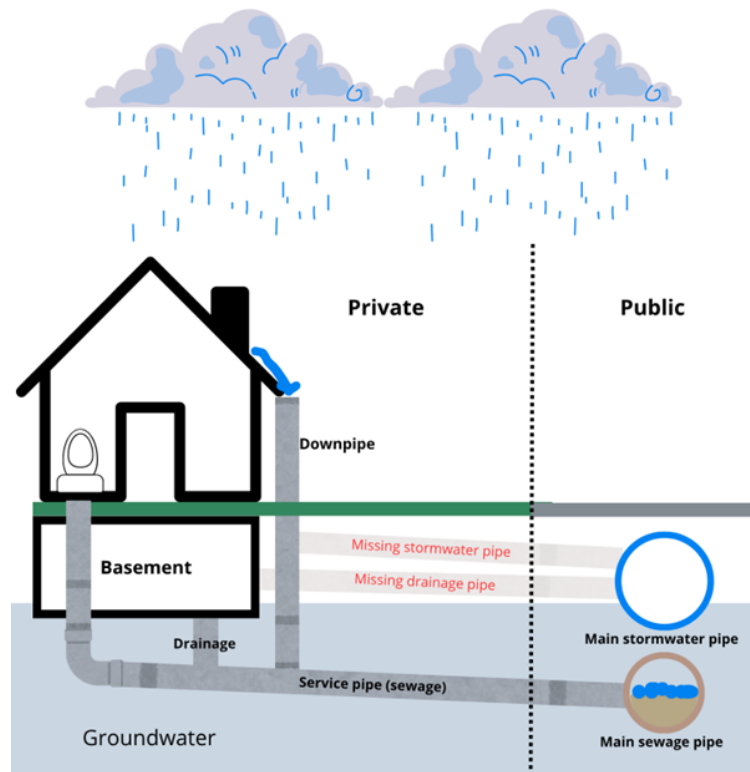 Private
Public
Downpipe
Missing stormwater pipe
Basement
Missing drainage pipe
Main stormwater pipe
Drainage
Service pipe (sewage)
Groundwater
Main sewage pipe